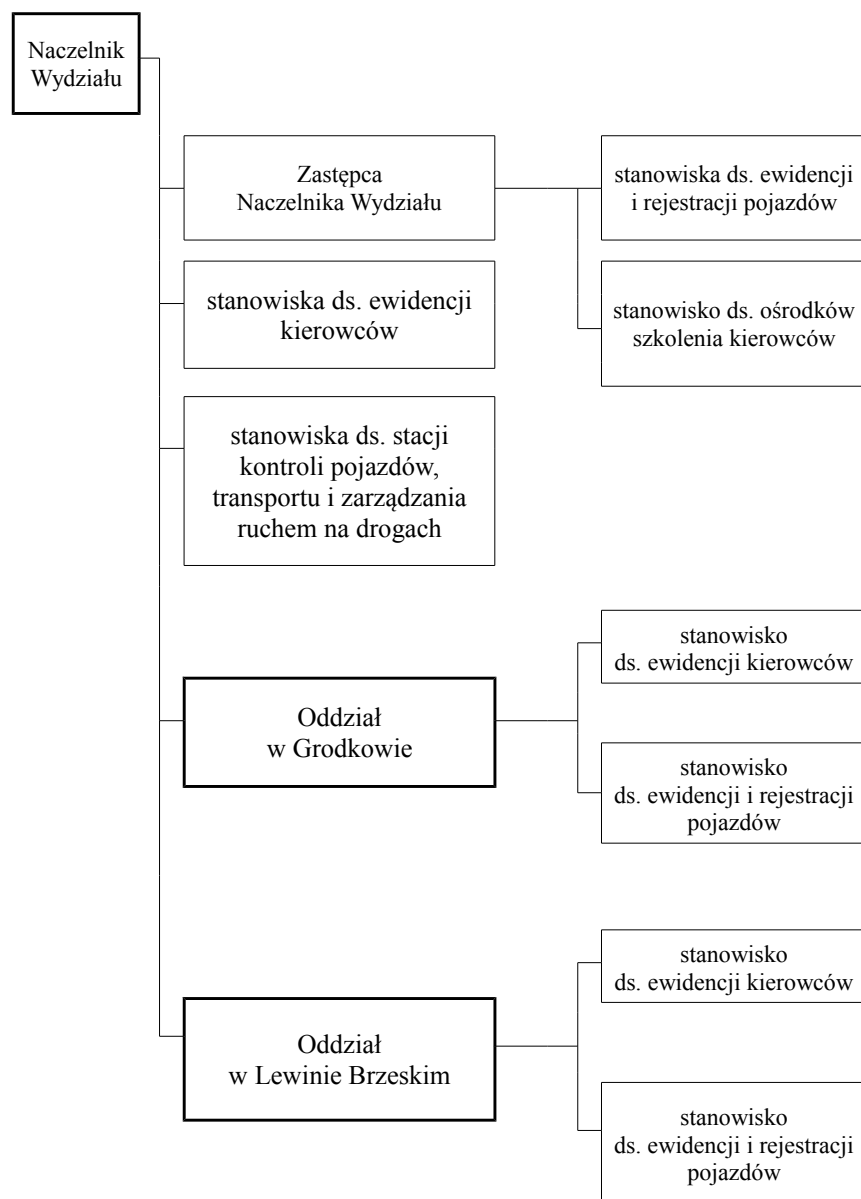 Naczelnik
Wydziału
Zastępca
Naczelnika Wydziału
stanowiska ds. ewidencji
i rejestracji pojazdów
stanowiska ds. ewidencji
kierowców
stanowisko ds. ośrodków
szkolenia kierowców
stanowiska ds. stacji
kontroli pojazdów,
transportu i zarządzania
ruchem na drogach
Oddział
w Grodkowie
stanowisko
ds. ewidencji kierowców
stanowisko
ds. ewidencji i rejestracji
pojazdów
Oddział
w Lewinie Brzeskim
stanowisko
ds. ewidencji kierowców
stanowisko
ds. ewidencji i rejestracji
pojazdów